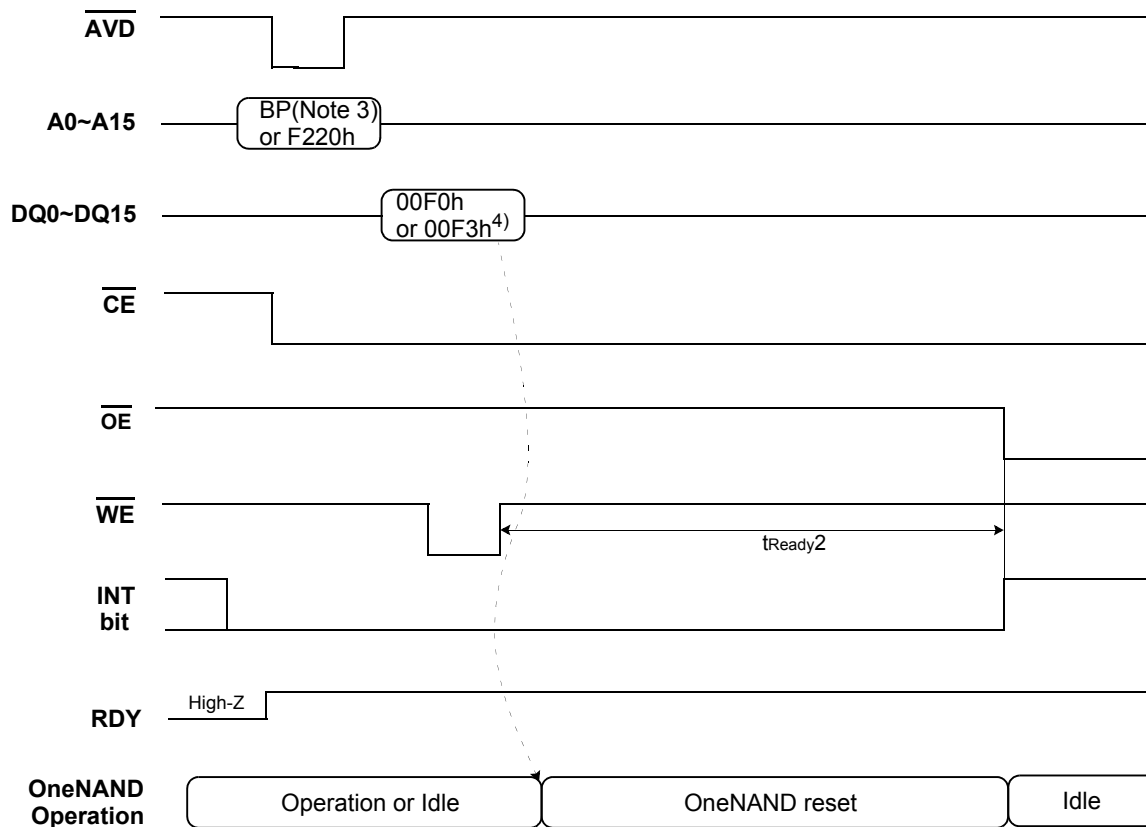 AVD
A0~A15
BP(Note 3)
or F220h
DQ0~DQ15
00F0h
or 00F3h4)
CE
OE
WE
tReady2
INT
bit
High-Z
RDY
OneNAND
Operation
Operation or Idle
OneNAND reset
Idle